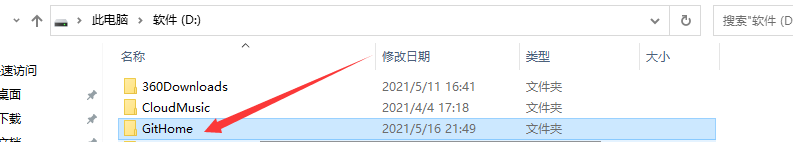 此电脑 软件 (D:) 搜索"软件 (D
名称 修改日期 类型 大小
速访问
360Downloads 2021/5/11 16:41 文件夹
桌面
CloudMusic 2021/4/4 17:18 文件夹
下载
GitHome 2021/5/16 21:49 文件夹